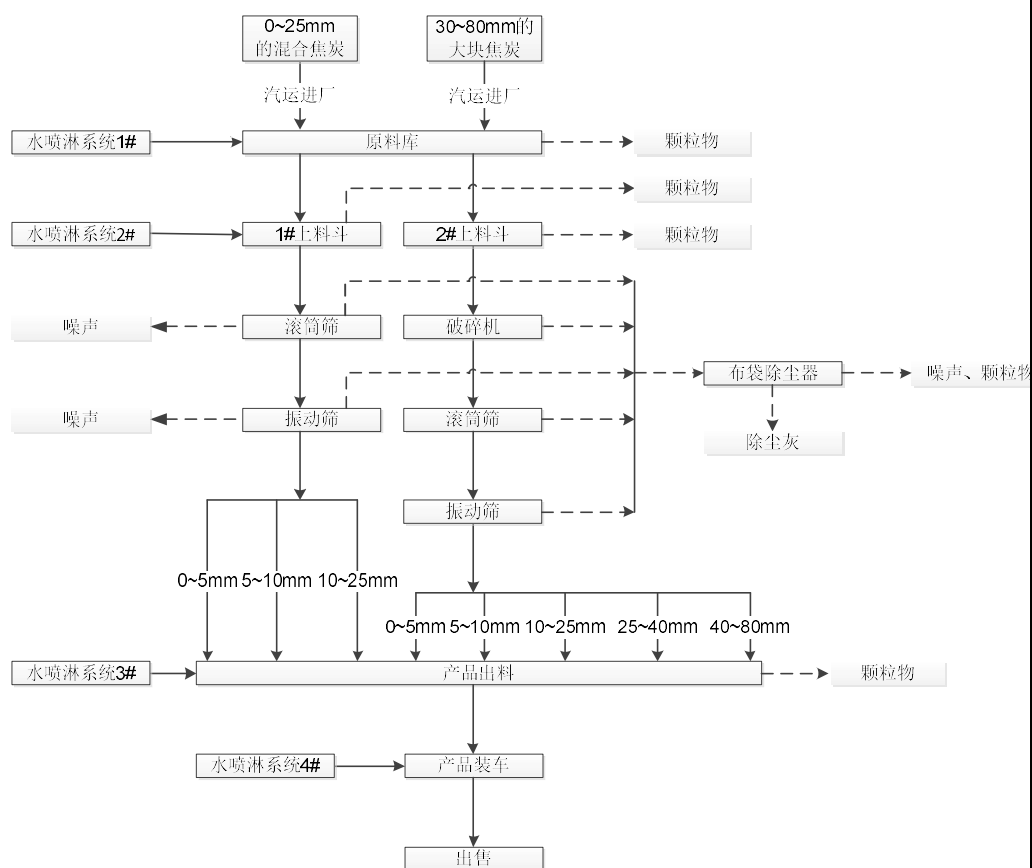 0~25mm
的混合焦炭
30~80mm的
大块焦炭
汽运进厂
汽运进厂
水喷淋系统1#
原料库
颗粒物
颗粒物
水喷淋系统2#
1#上料斗
2#上料斗
颗粒物
噪声
滚筒筛
破碎机
布袋除尘器
噪声、颗粒物
噪声
振动筛
滚筒筛
除尘灰
振动筛
0~5mm
5~10mm
10~25mm
0~5mm
5~10mm
10~25mm
25~40mm
40~80mm
水喷淋系统3#
产品出料
颗粒物
水喷淋系统4#
产品装车
出售